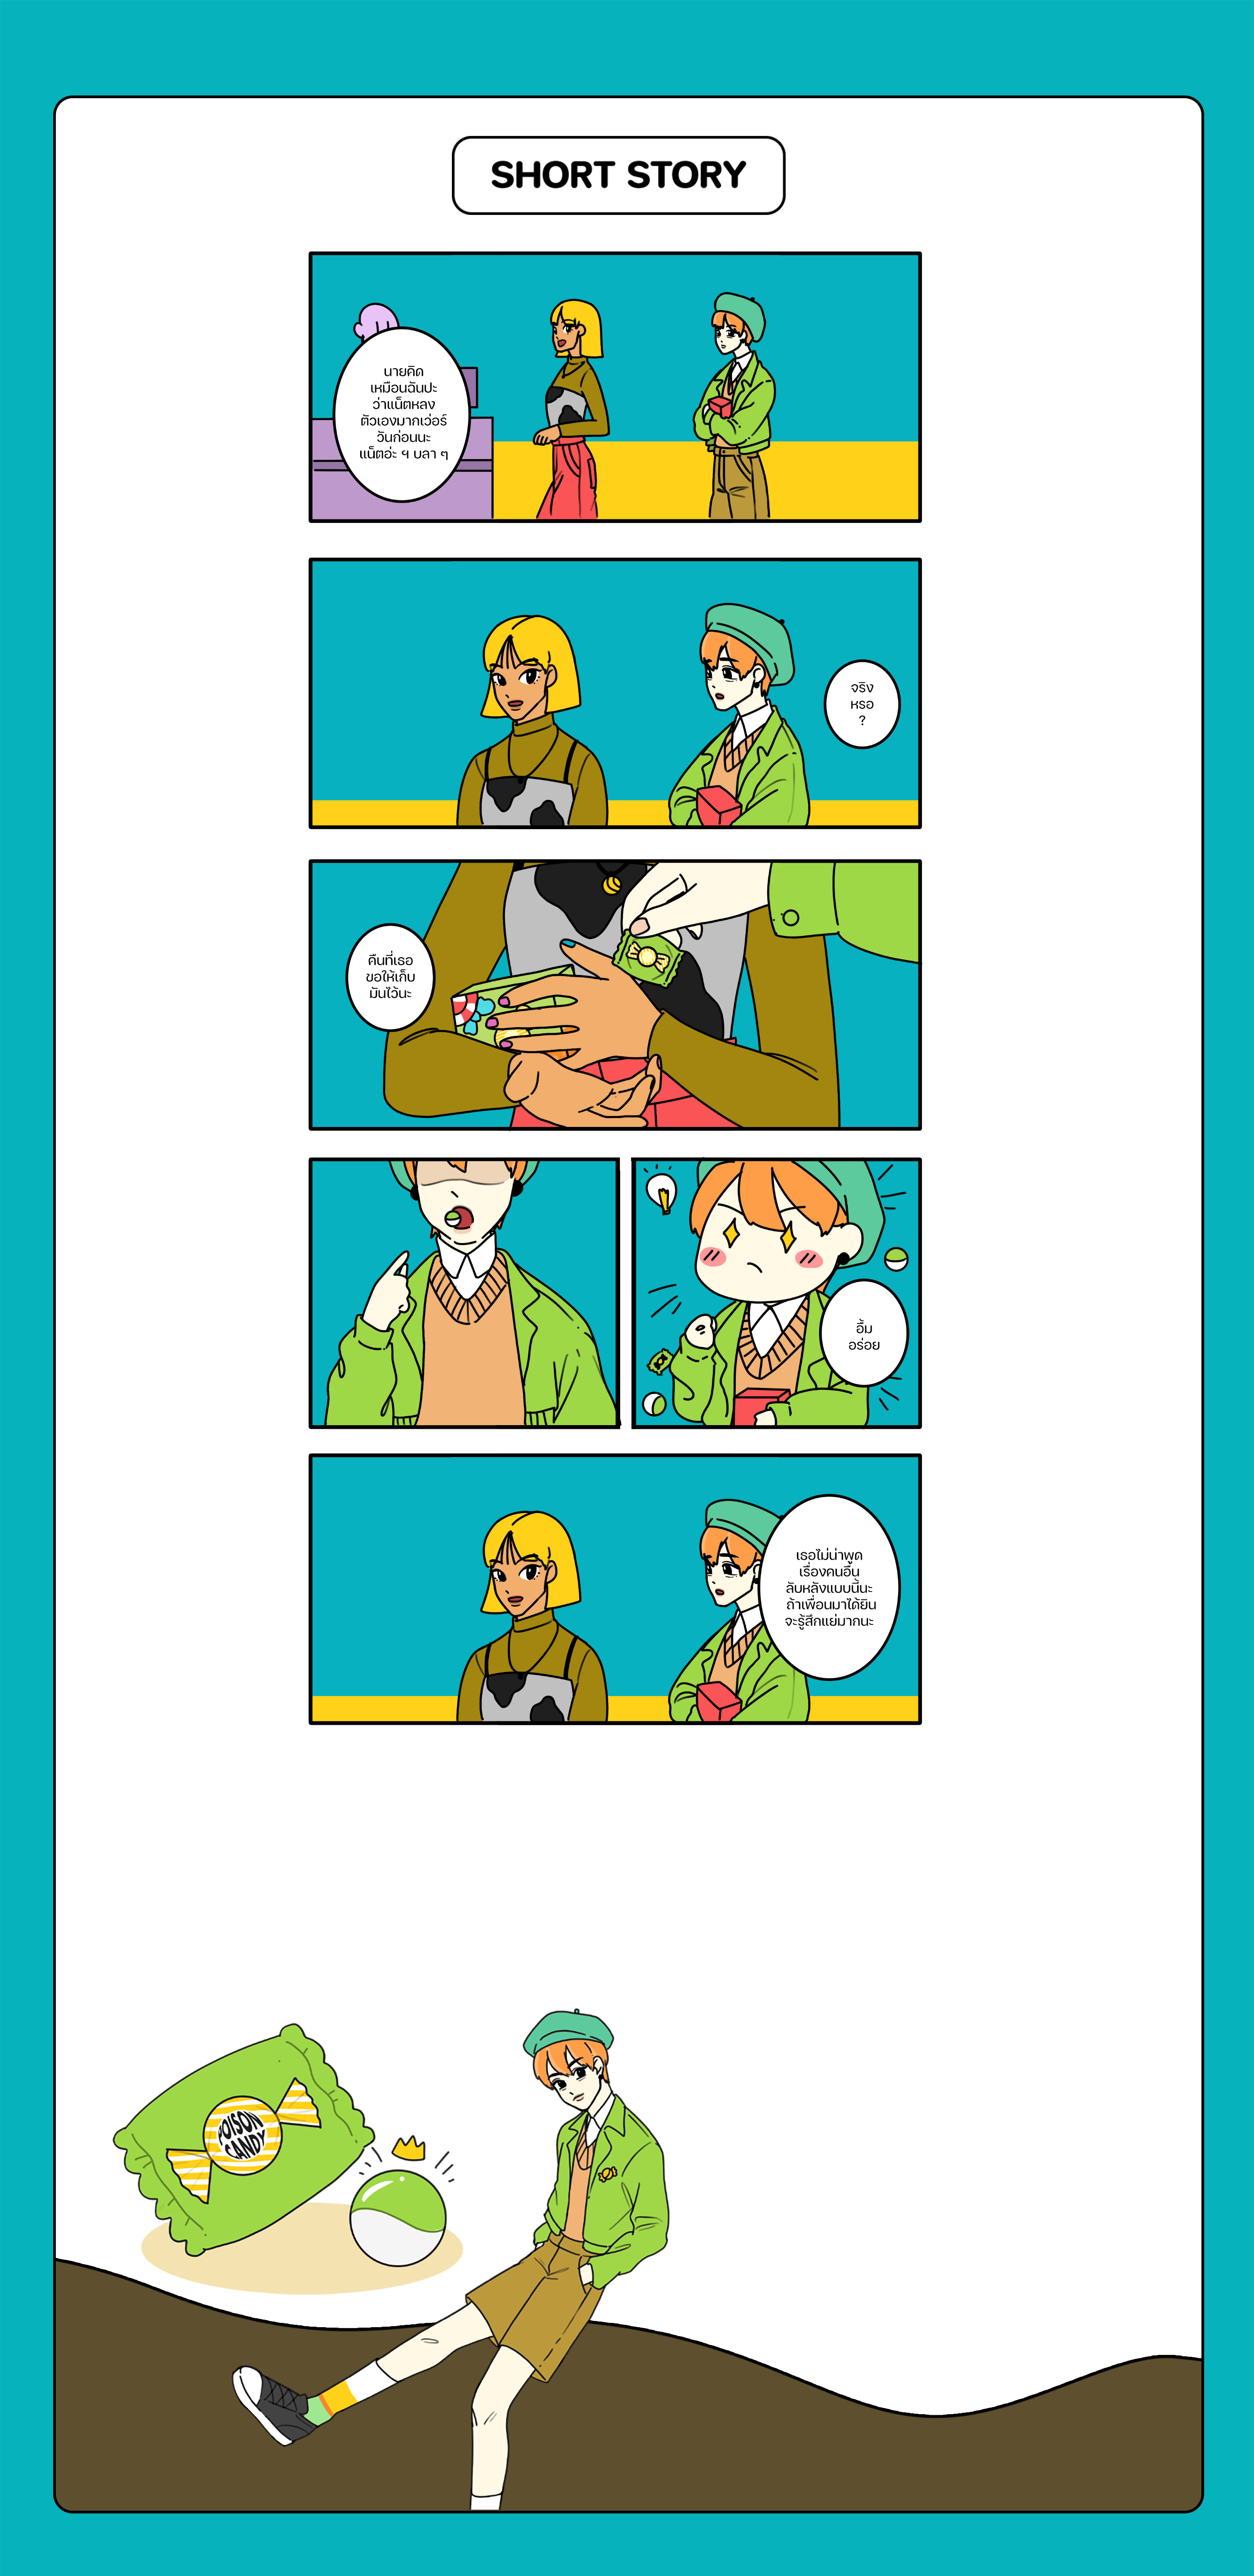 SHORT STORY
นายคิด
เหมือนฉันปะ
ว่าแน็ตหลง
ตัวเองมากเว่อร์
วันก่อนนะ
แน็ตอ่ะ ฯ บลา ๆ
จริง
หรอ
?
คืนที่เธอ
ขอให้เก็บ
มันไว้นะ
อื้ม
อร่อย
เธอไม่น่าพูด
เรื่องคนอื่น
ลับหลังแบบนี้นะ
ถ้าเพื่อนมาได้ยิน
จะรู้สึกแย่มากนะ
POISON
CANDY